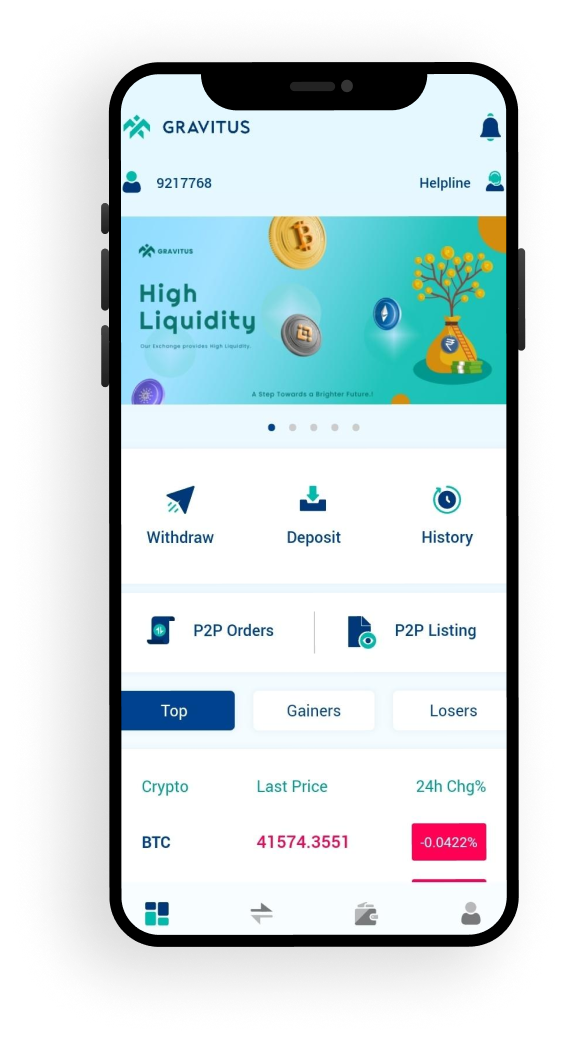 GRAVITUS
9217768 Helpline
GRAVITUS
High
Liquidity
Our Exchange provides High Liquidity.
A Step Towards a Brighter Future.!
Withdraw Deposit History
P2P Orders P2P Listing
Top Gainers Losers
Crypto Last Price 24h Chg%
BTC 41574.3551 -0.0422%